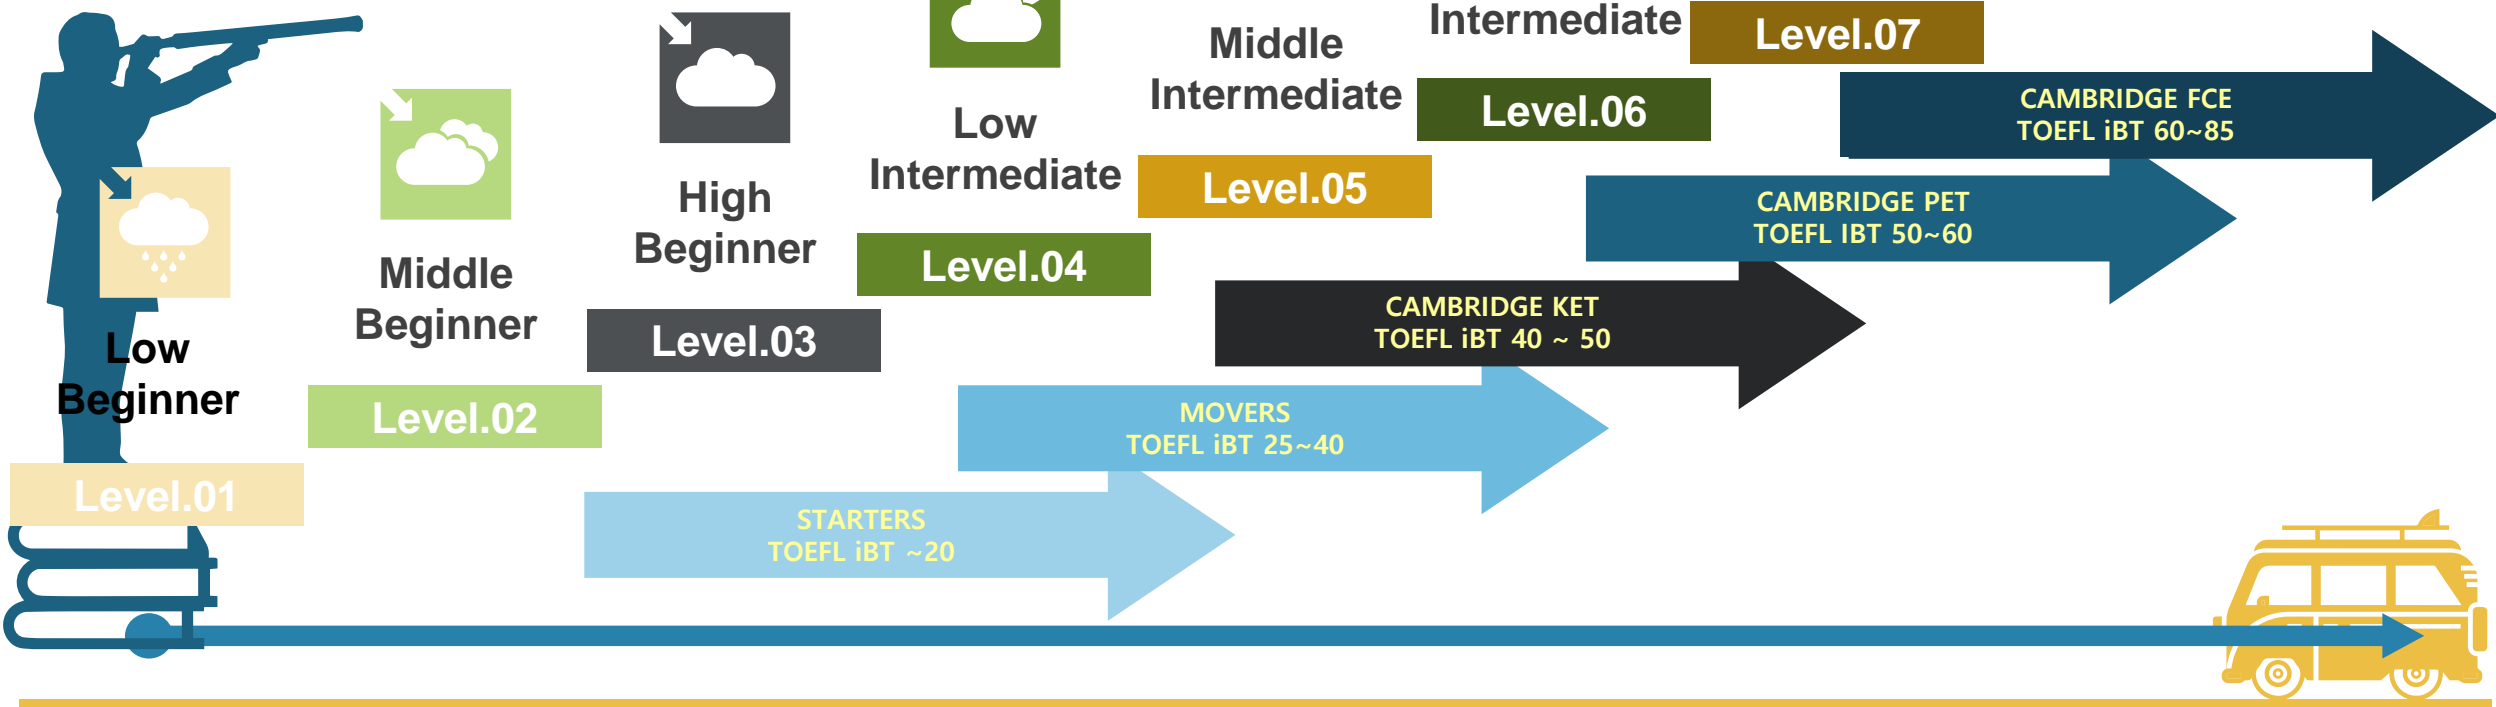 Low
Beginner
Level.01
Middle
Beginner
Level.02
High
Beginner
Level.03
Low
Intermediate
Level.04
Middle
Intermediate
Level.05
Intermediate
Level.06
Level.07
CAMBRIDGE FCE
TOEFL iBT 60~85
CAMBRIDGE PET
TOEFL IBT 50~60
CAMBRIDGE KET
TOEFL iBT 40 ~ 50
MOVERS
TOEFL iBT 25~40
STARTERS
TOEFL iBT ~20